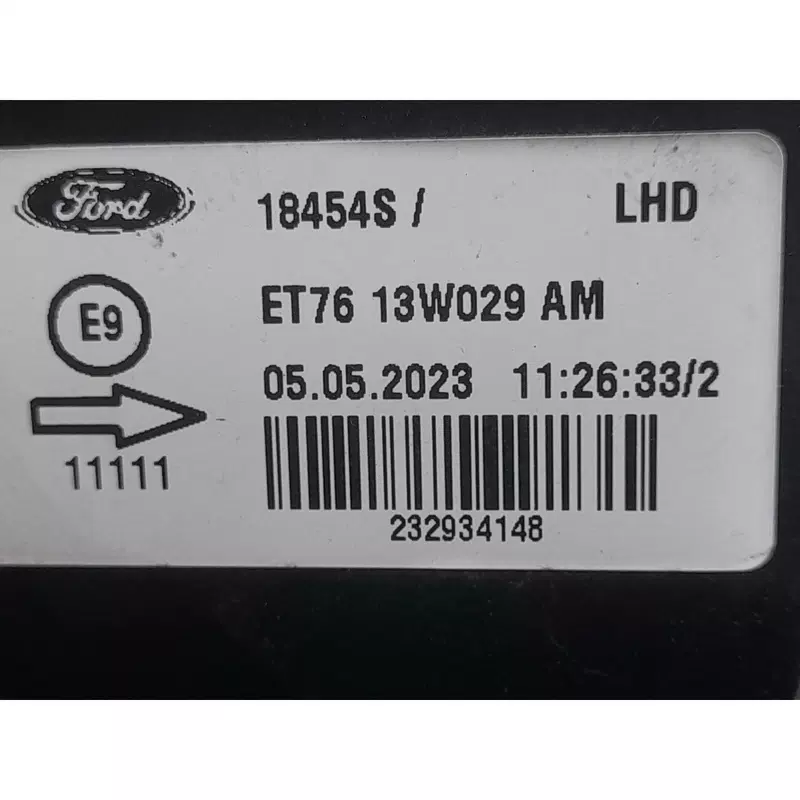 Ford
18454S / LHD
E9
ET76 13W029 AM
05.05.2023 11:26:33/2
11111
232934148